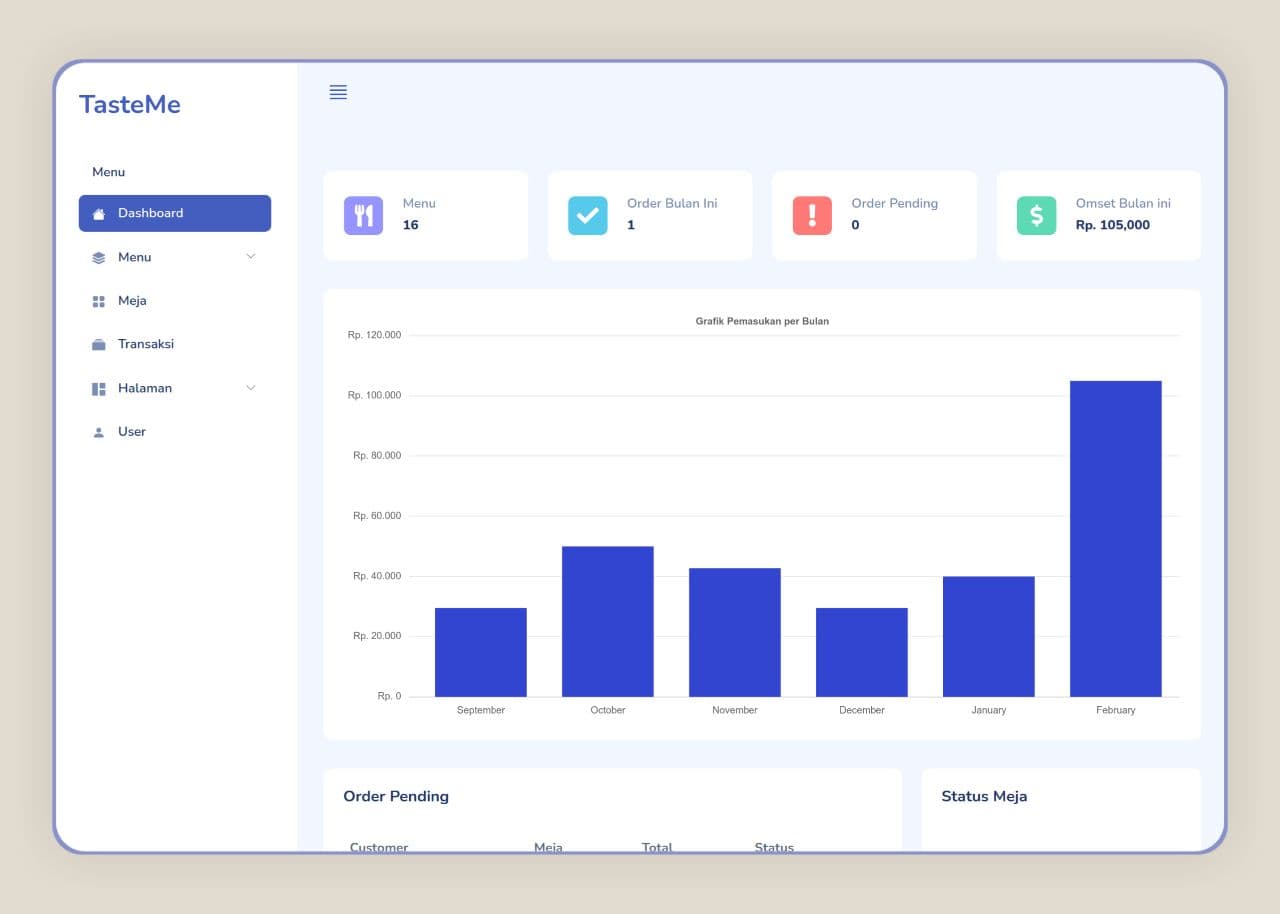 TasteMe
Menu
Dashboard
Menu
Meja
Transaksi
Halaman
User
Menu
16
Order Bulan Ini
1
Order Pending
0
Omset Bulan ini
Rp. 105,000
Grafik Pemasukan per Bulan
Rp. 120.000
Rp. 100.000
Rp. 80.000
Rp. 60.000
Rp. 40.000
Rp. 20.000
Rp. 0
September October November December January February
Order Pending
Customer Meja Total Status
Status Meja